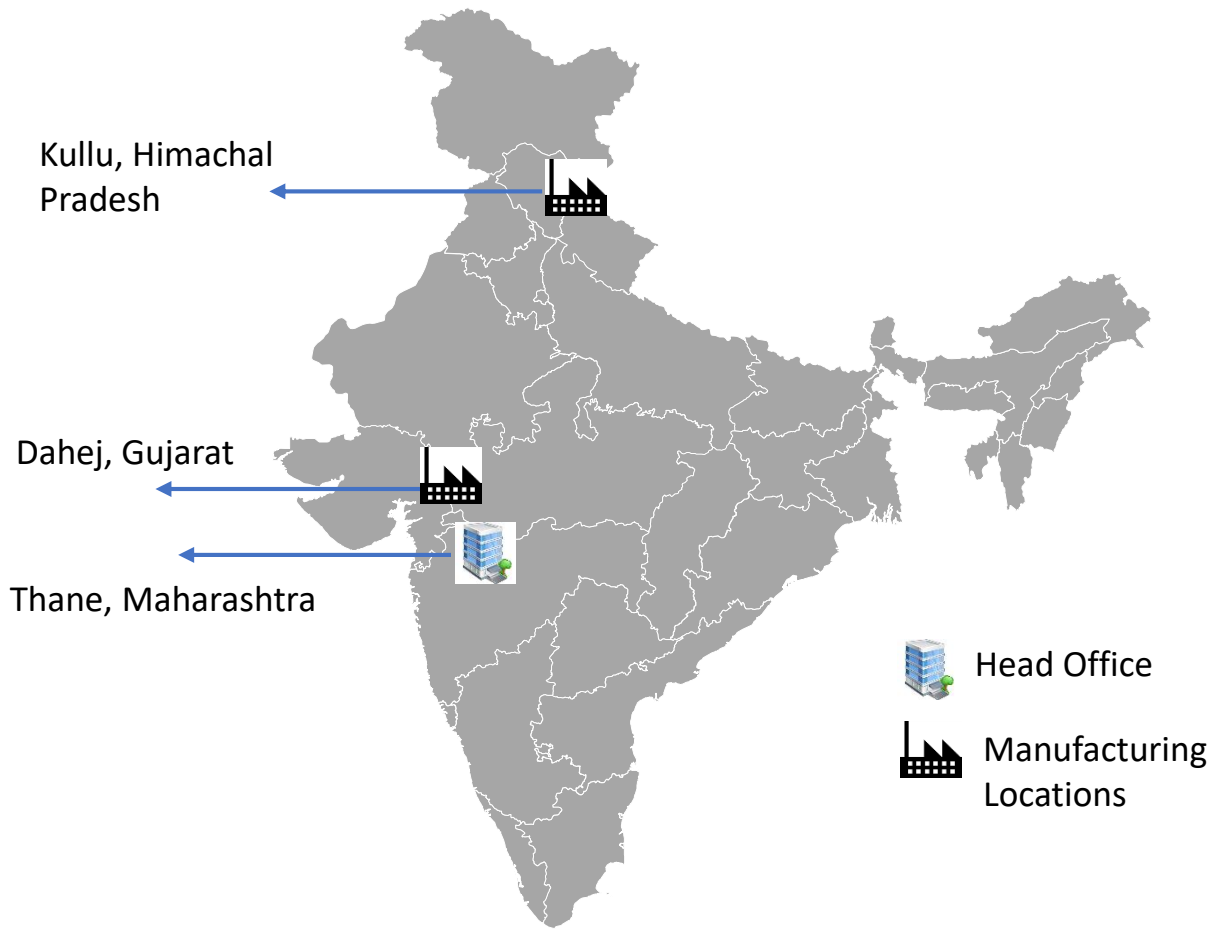 Kullu, Himachal
Pradesh
Dahej, Gujarat
Thane, Maharashtra
Head Office
Manufacturing
Locations